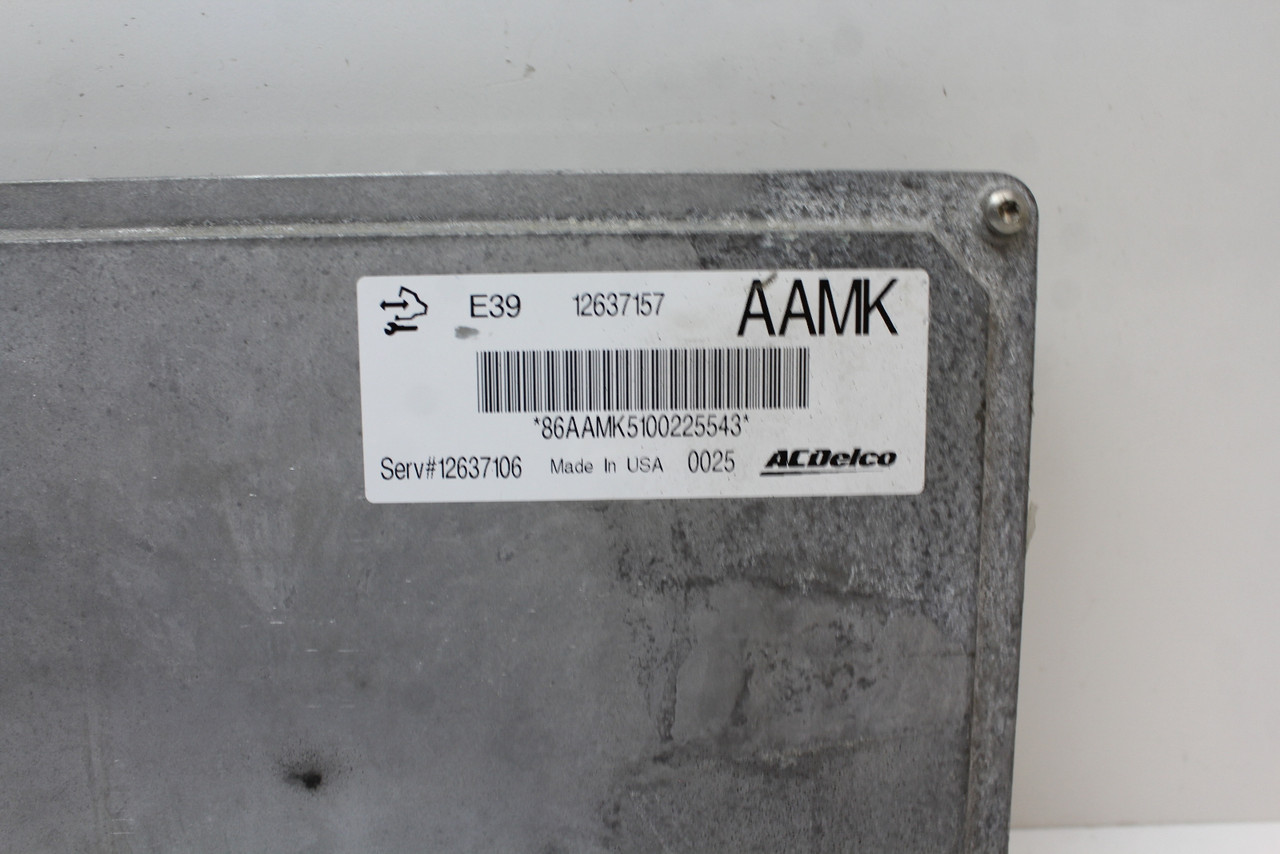 E39 12637157 AAMK
*86AAMK5100225543*
Serv#12637106 Made In USA 0025 ACDelco